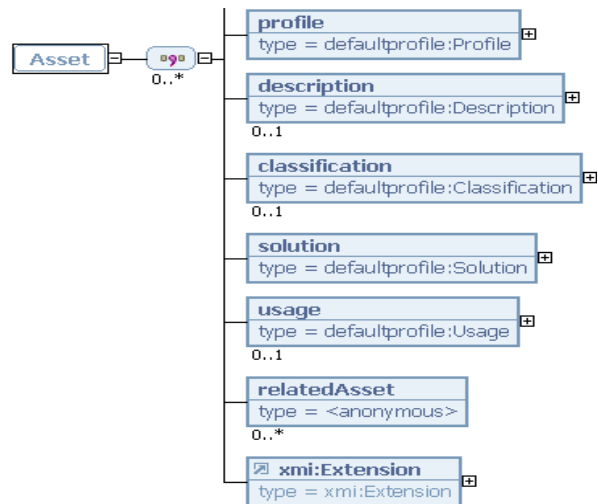 profile
type = defaultprofile:Profile
Asset
0..*
description
type = defaultprofile:Description
0..1
classification
type = defaultprofile:Classification
0..1
solution
type = defaultprofile:Solution
usage
type = defaultprofile:Usage
0..1
relatedAsset
type = <anonymous>
0..*
xmi:Extension
type = xmi:Extension